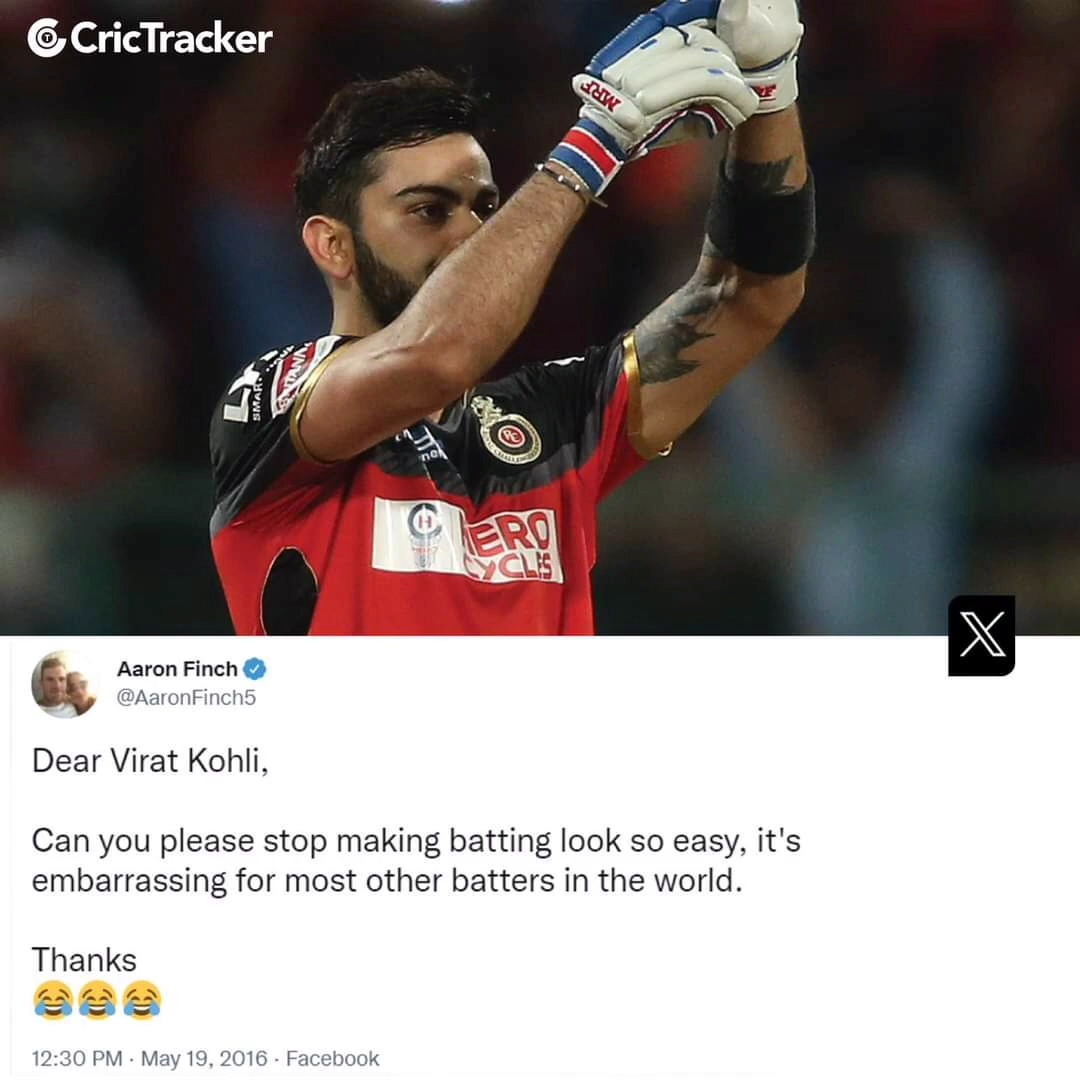 CricTracker
MRF
HERO
CYCLES
Aaron Finch
@AaronFinch5
Dear Virat Kohli,
Can you please stop making batting look so easy, it's
embarrassing for most other batters in the world.
Thanks
😂😂😂
12:30 PM · May 19, 2016 · Facebook